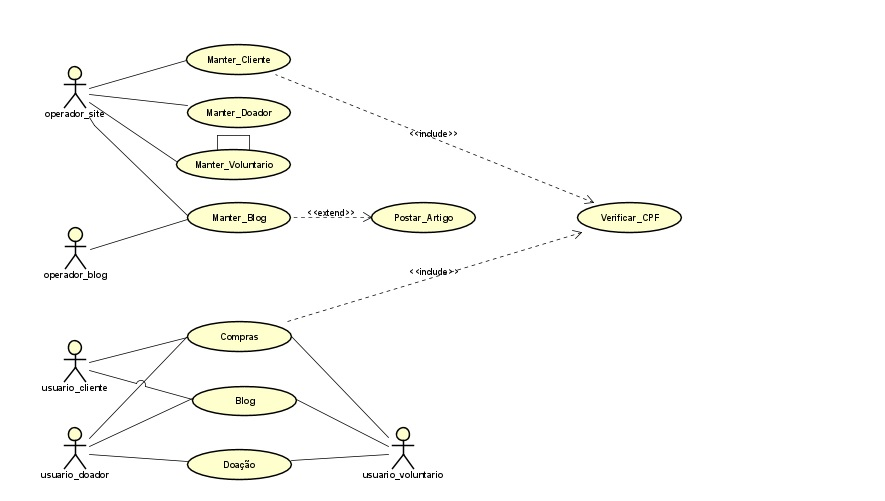 Manter_Cliente
operador_site
Manter_Doador
<<include>>
Manter_Voluntario
Manter_Blog
<<extend>>
Postar_Artigo
Verificar_CPF
operador_blog
<<include>>
Compras
usuario_cliente
Blog
Doação
usuario_doador
usuario_voluntario